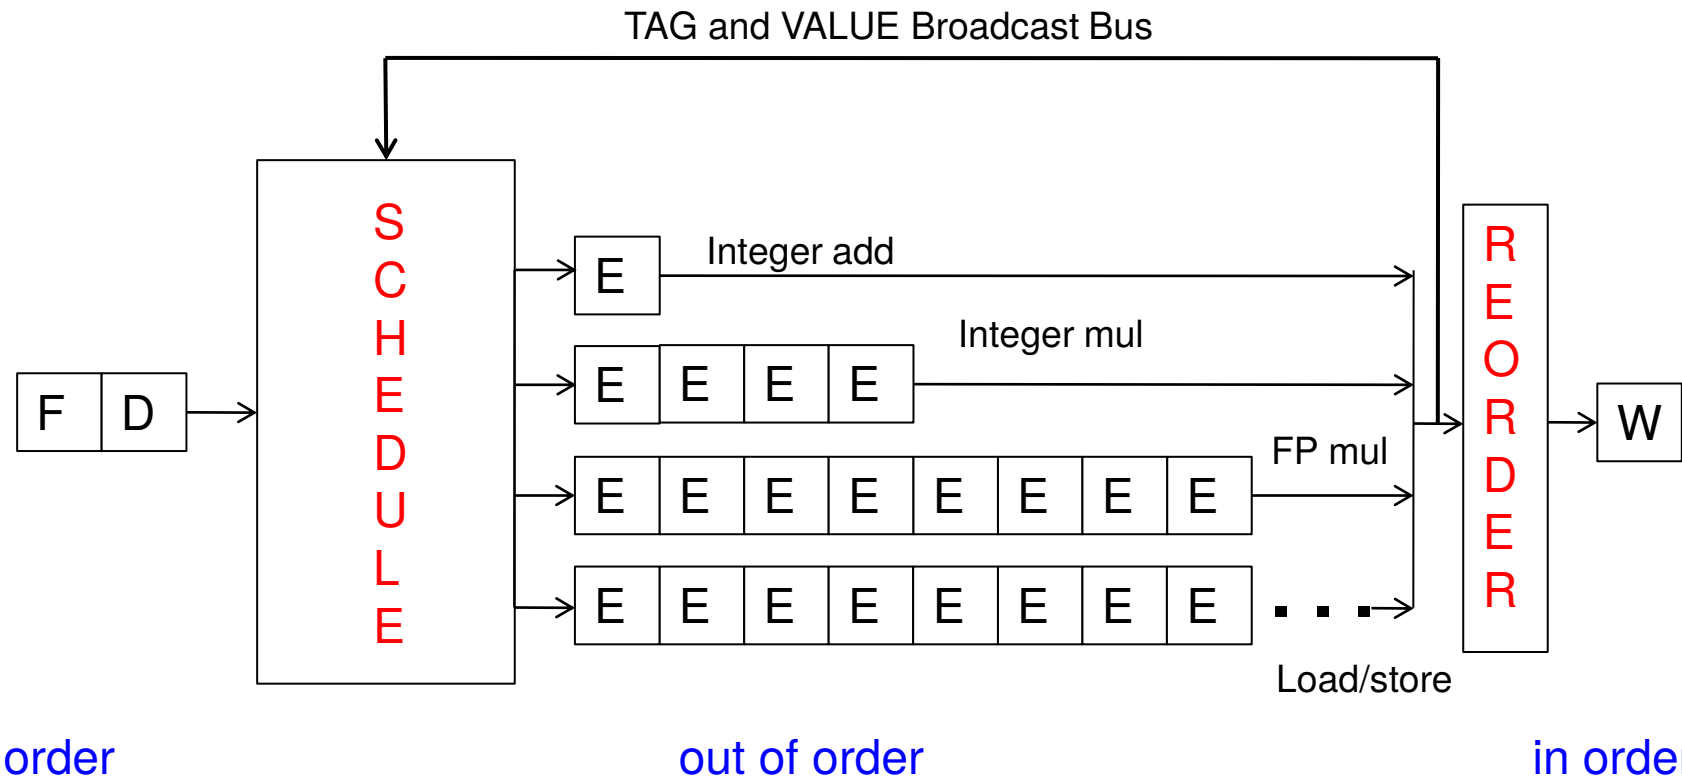 TAG and VALUE Broadcast Bus
S
C
H
E
D
U
L
E
F D
E
Integer add
E E E E
Integer mul
E E E E E E E E
FP mul
E E E E E E E E . . .
Load/store
R
E
O
R
D
E
R
W
order
out of order
in order